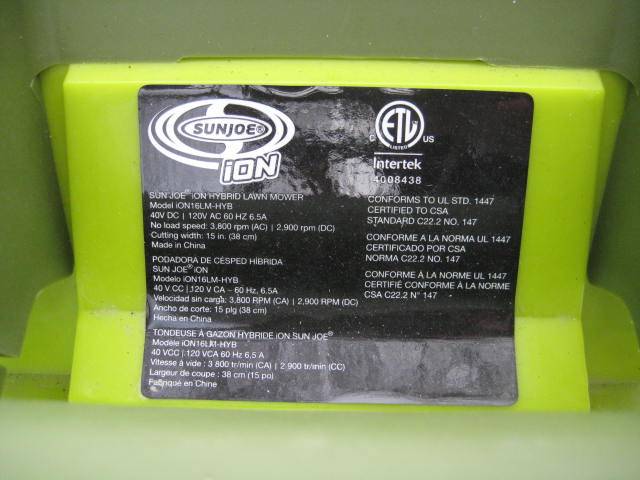 SUNJOE®
iON
C ETL US
LISTED
Intertek
4008438
SUN JOE® iON HYBRID LAWN MOWER
Model iON16LM-HYB
40V DC | 120V AC 60 HZ 6.5A
No load speed: 3,800 rpm (AC) | 2,900 rpm (DC)
Cutting width: 15 in. (38 cm)
Made in China
CONFORMS TO UL STD. 1447
CERTIFIED TO CSA
STANDARD C22.2 NO. 147
PODADORA DE CÉSPED HÍBRIDA
SUN JOE® iON
Modelo iON16LM-HYB
40 V CC | 120 V CA – 60 Hz, 6.5A
Velocidad sin carga: 3,800 RPM (CA) | 2,900 RPM (DC)
Ancho de corte: 15 plg (38 cm)
Hecha en China
CONFORME A LA NORMA UL 1447
CERTIFICADO POR CSA
NORMA C22.2 NO. 147
CONFORME À LA NORME UL 1447
CERTIFIÉ CONFORME À LA NORME
CSA C22.2 N° 147
TONDEUSE À GAZON HYBRIDE iON SUN JOE®
Modèle iON16LM-HYB
40 VCC | 120 VCA 60 Hz 6,5 A
Vitesse à vide : 3 800 tr/min (CA) | 2 900 tr/min (CC)
Largeur de coupe : 38 cm (15 po)
Fabriqué en Chine